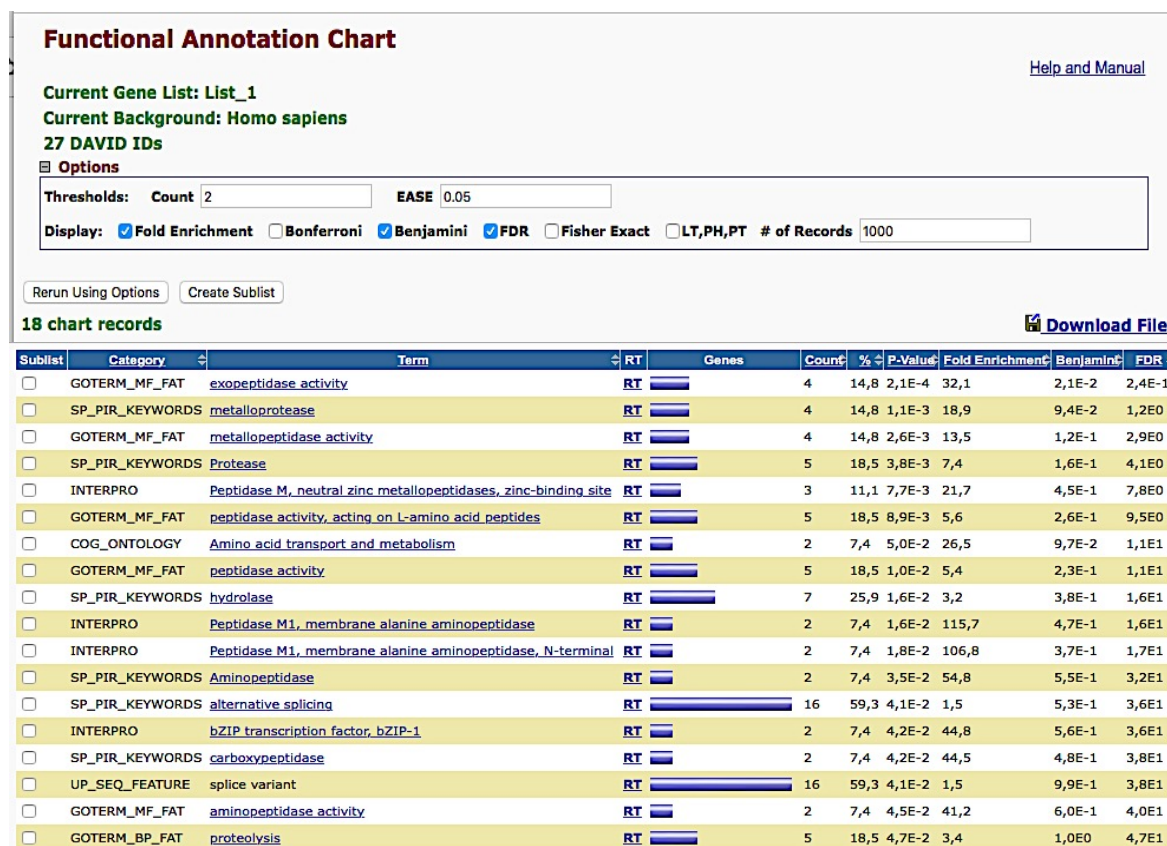 Functional Annotation Chart
Help and Manual
Current Gene List: List_1
Current Background: Homo sapiens
27 DAVID IDs
Options
Thresholds: Count 2 EASE 0.05
Display: Fold Enrichment Bonferroni Benjamini FDR Fisher Exact LT,PH,PT # of Records 1000
Rerun Using Options Create Sublist
18 chart records Download File
Sublist Category Term RT Genes Count % P-Value Fold Enrichment Benjamini FDR
GOTERM_MF_FAT exopeptidase activity RT 4 14,8 2,1E-4 32,1 2,1E-2 2,4E-1
SP_PIR_KEYWORDS metalloprotease RT 4 14,8 1,1E-3 18,9 9,4E-2 1,2E0
GOTERM_MF_FAT metallopeptidase activity RT 4 14,8 2,6E-3 13,5 1,2E-1 2,9E0
SP_PIR_KEYWORDS Protease RT 5 18,5 3,8E-3 7,4 1,6E-1 4,1E0
INTERPRO Peptidase M, neutral zinc metallopeptidases, zinc-binding site RT 3 11,1 7,7E-3 21,7 4,5E-1 7,8E0
GOTERM_MF_FAT peptidase activity, acting on L-amino acid peptides RT 5 18,5 8,9E-3 5,6 2,6E-1 9,5E0
COG_ONTOLOGY Amino acid transport and metabolism RT 2 7,4 5,0E-2 26,5 9,7E-2 1,1E1
GOTERM_MF_FAT peptidase activity RT 5 18,5 1,0E-2 5,4 2,3E-1 1,1E1
SP_PIR_KEYWORDS hydrolase RT 7 25,9 1,6E-2 3,2 3,8E-1 1,6E1
INTERPRO Peptidase M1, membrane alanine aminopeptidase RT 2 7,4 1,6E-2 115,7 4,7E-1 1,6E1
INTERPRO Peptidase M1, membrane alanine aminopeptidase, N-terminal RT 2 7,4 1,8E-2 106,8 3,7E-1 1,7E1
SP_PIR_KEYWORDS Aminopeptidase RT 2 7,4 3,5E-2 54,8 5,5E-1 3,2E1
SP_PIR_KEYWORDS alternative splicing RT 16 59,3 4,1E-2 1,5 5,3E-1 3,6E1
INTERPRO bZIP transcription factor, bZIP-1 RT 2 7,4 4,2E-2 44,8 5,6E-1 3,6E1
SP_PIR_KEYWORDS carboxypeptidase RT 2 7,4 4,2E-2 44,5 4,8E-1 3,8E1
UP_SEQ_FEATURE splice variant RT 16 59,3 4,1E-2 1,5 9,9E-1 3,8E1
GOTERM_MF_FAT aminopeptidase activity RT 2 7,4 4,5E-2 41,2 6,0E-1 4,0E1
GOTERM_BP_FAT proteolysis RT 5 18,5 4,7E-2 3,4 1,0E0 4,7E1